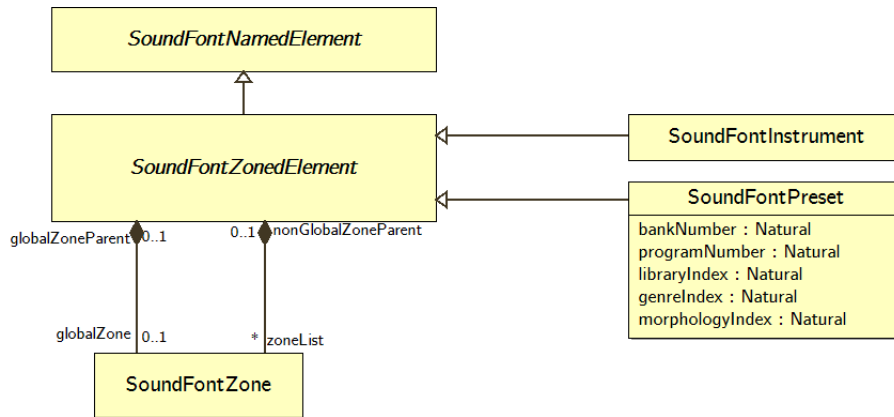 SoundFontNamedElement
SoundFontZonedElement
SoundFontInstrument
SoundFontPreset
bankNumber : Natural
programNumber : Natural
libraryIndex : Natural
genreIndex : Natural
morphologyIndex : Natural
globalZoneParent 0..1
0..1 nonGlobalZoneParent
globalZone 0..1
* zoneList
SoundFontZone